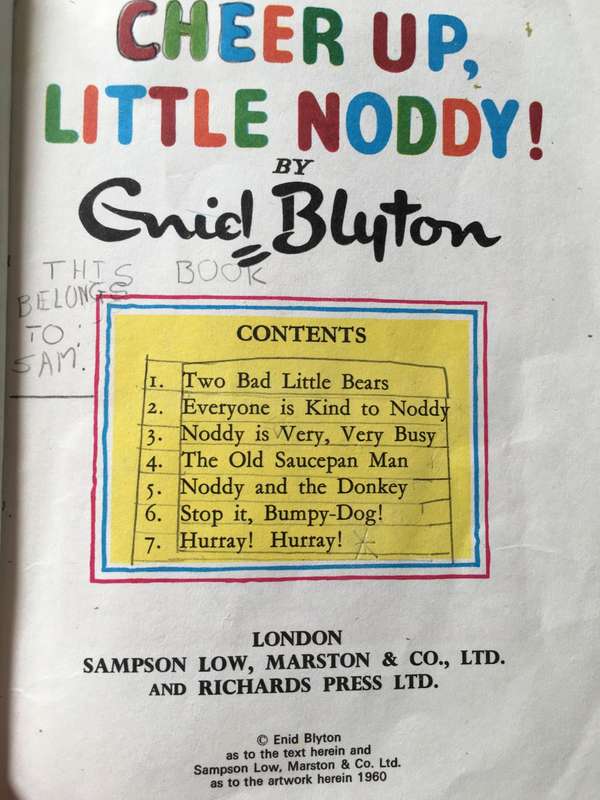 CHEER UP,
LITTLE NODDY!
BY
Enid Blyton
THIS BOOK
BELONGS
TO:
SAM.
CONTENTS
1. Two Bad Little Bears
2. Everyone is Kind to Noddy
3. Noddy is Very, Very Busy
4. The Old Saucepan Man
5. Noddy and the Donkey
6. Stop it, Bumpy-Dog!
7. Hurray! Hurray!
LONDON
SAMPSON LOW, MARSTON & CO., LTD.
AND RICHARDS PRESS LTD.
© Enid Blyton
as to the text herein and
Sampson Low, Marston & Co. Ltd.
as to the artwork herein 1960